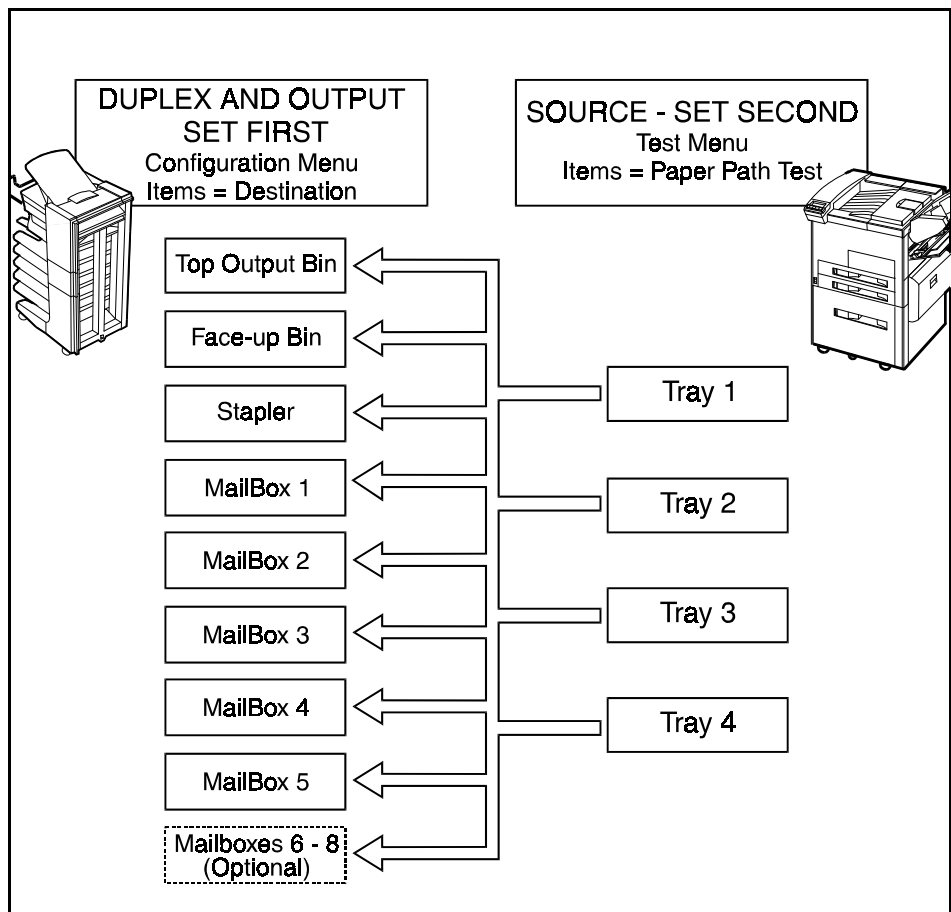 DUPLEX AND OUTPUT
SET FIRST
Configuration Menu
Items = Destination
SOURCE - SET SECOND
Test Menu
Items = Paper Path Test
Top Output Bin
Face-up Bin
Stapler
MailBox 1
MailBox 2
MailBox 3
MailBox 4
MailBox 5
Mailboxes 6 - 8
(Optional)
Tray 1
Tray 2
Tray 3
Tray 4